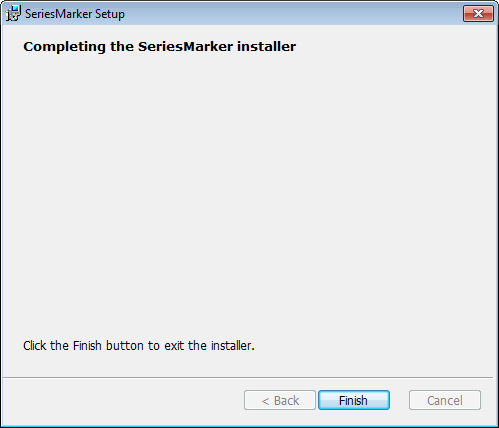 SeriesMarker Setup
Completing the SeriesMarker installer
Click the Finish button to exit the installer.
< Back Finish Cancel